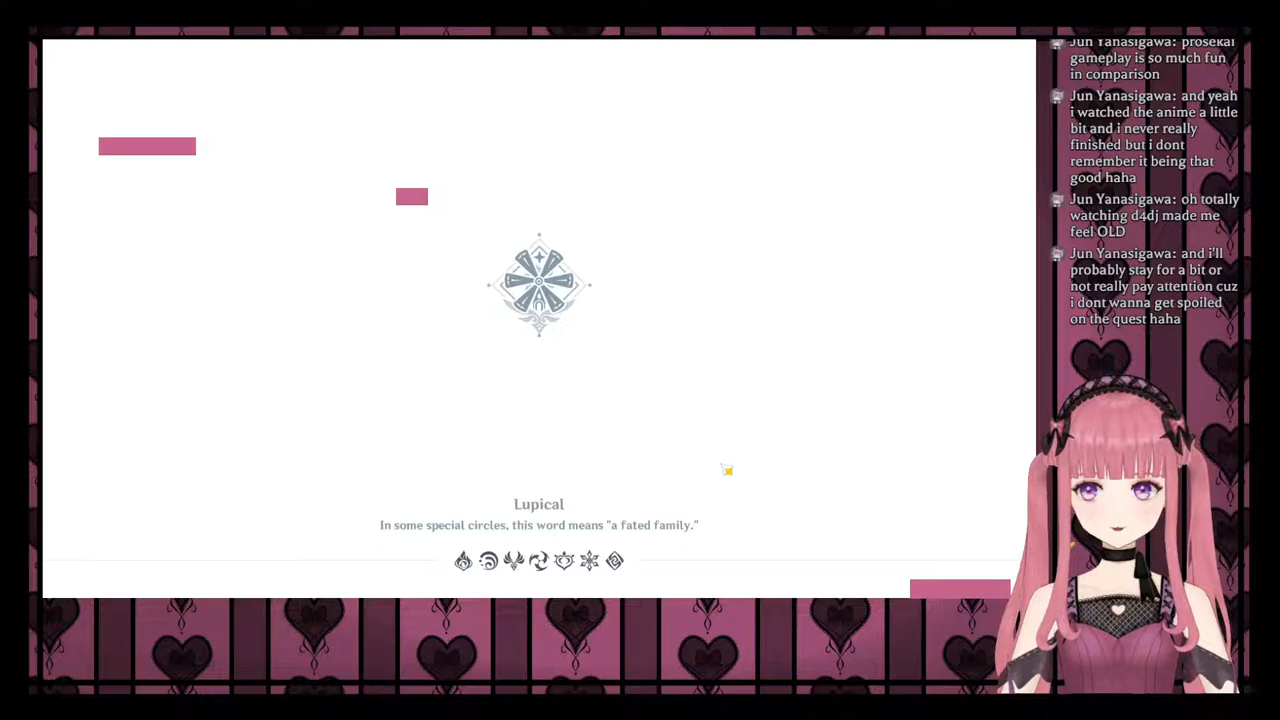 Jun Yanasigawa: prosekai
gameplay is so much fun
in comparison
Jun Yanasigawa: and yeah
i watched the anime a little
bit and i never really
finished but i dont
remember it being that
good haha
Jun Yanasigawa: oh totally
watching d4dj made me
feel OLD
Jun Yanasigawa: and i'll
probably stay for a bit or
not really pay attention cuz
i dont wanna get spoiled
on the quest haha
Lupical
In some special circles, this word means "a fated family."